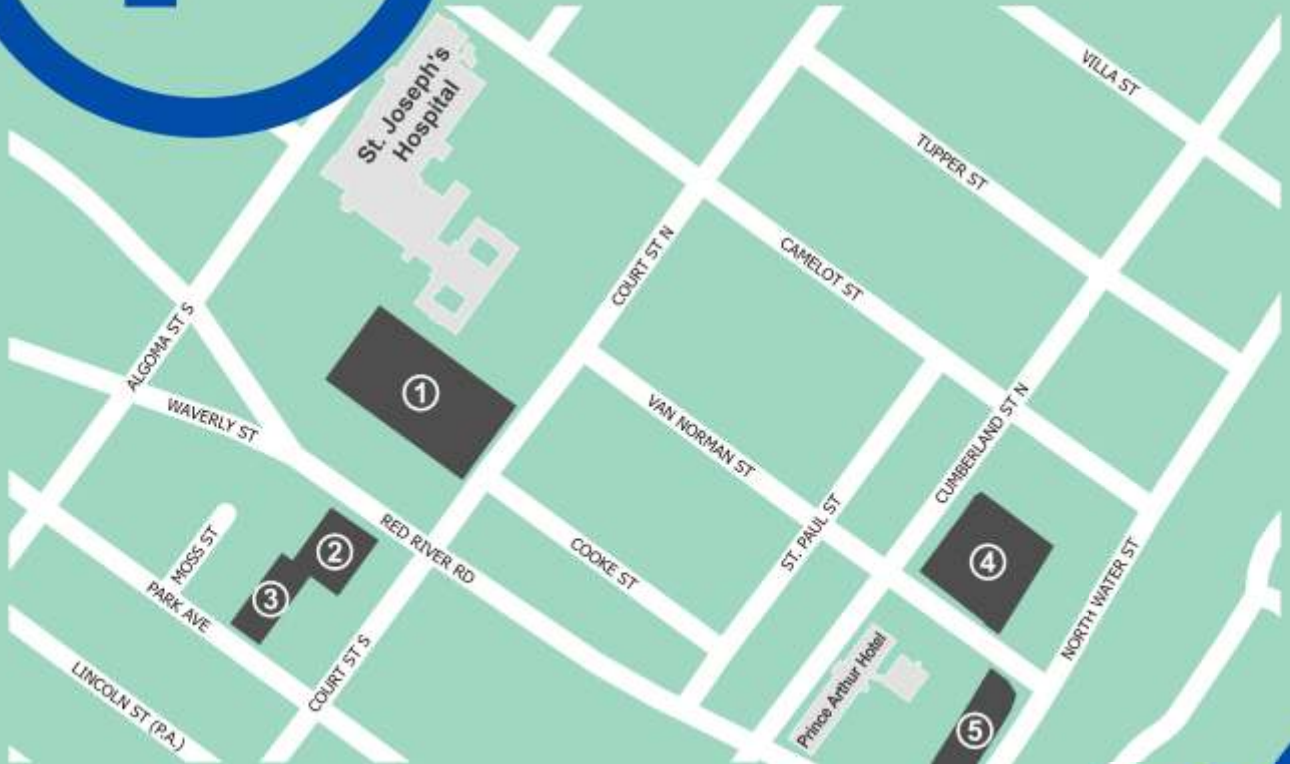 St. Joseph's
Hospital
VILLA ST
TUPPER ST
COURT ST N
CAMELOT ST
ALGOMA ST S
①
WAVERLY ST
VAN NORMAN ST
CUMBERLAND ST N
RED RIVER RD
MOSS ST
②
③
COOKE ST
ST. PAUL ST
④
PARK AVE
NORTH WATER ST
COURT ST S
LINCOLN ST (P.A.)
Prince Arthur Hotel
⑤